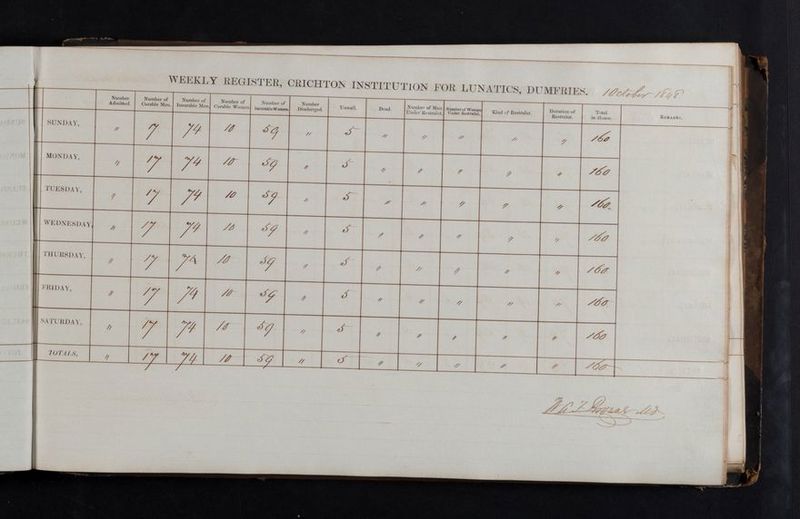 WEEKLY REGISTER, CRICHTON INSTITUTION FOR LUNATICS, DUMFRIES. 1 October 1848
Number Admitted. Number of Curable Men. Number of Incurable Men. Number of Curable Women. Number of Incurable Women. Number Discharged. Unwell. Dead. Number of Men Under Restraint. Number of Women Under Restraint. Kind of Restraint. Duration of Restraint. Total in House. REMARKS.
SUNDAY, " 17 74 10 59 " 5 " " " " " 160
MONDAY, " 17 74 10 59 " 5 " " " " " 160
TUESDAY, " 17 74 10 59 " 5 " " " " " 160
WEDNESDAY, " 17 74 10 59 " 5 " " " " " 160
THURSDAY, " 17 74 10 59 " 5 " " " " " 160
FRIDAY, " 17 74 10 59 " 5 " " " " " 160
SATURDAY, " 17 74 10 59 " 5 " " " " " 160
TOTALS, " 17 74 10 59 " 5 " " " " " 160